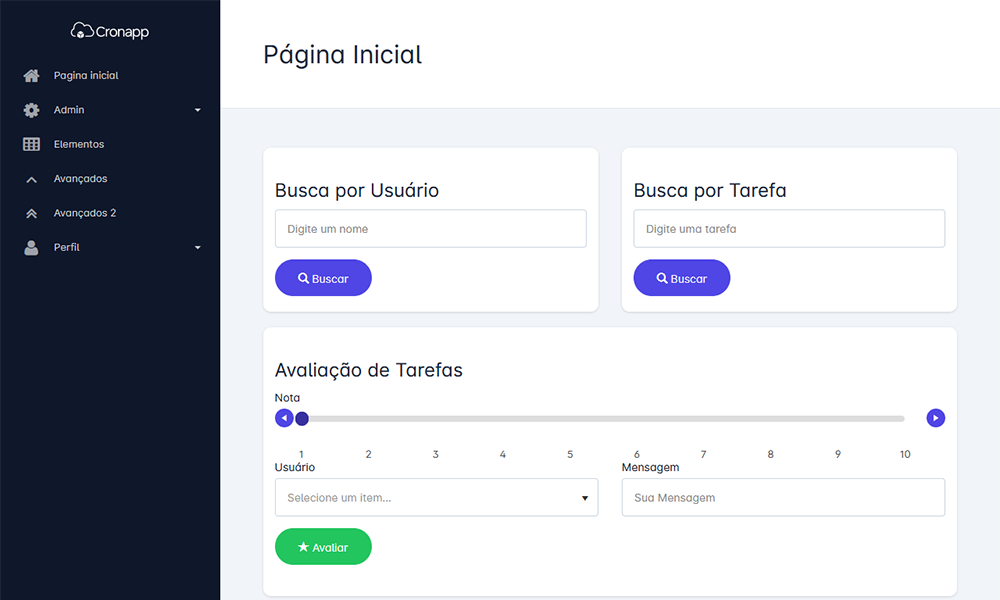 Cronapp
Pagina inicial
Admin
Elementos
Avançados
Avançados 2
Perfil
Página Inicial
Busca por Usuário
Digite um nome
Buscar
Busca por Tarefa
Digite uma tarefa
Buscar
Avaliação de Tarefas
Nota
1 2 3 4 5 6 7 8 9 10
Usuário
Selecione um item...
Mensagem
Sua Mensagem
Avaliar